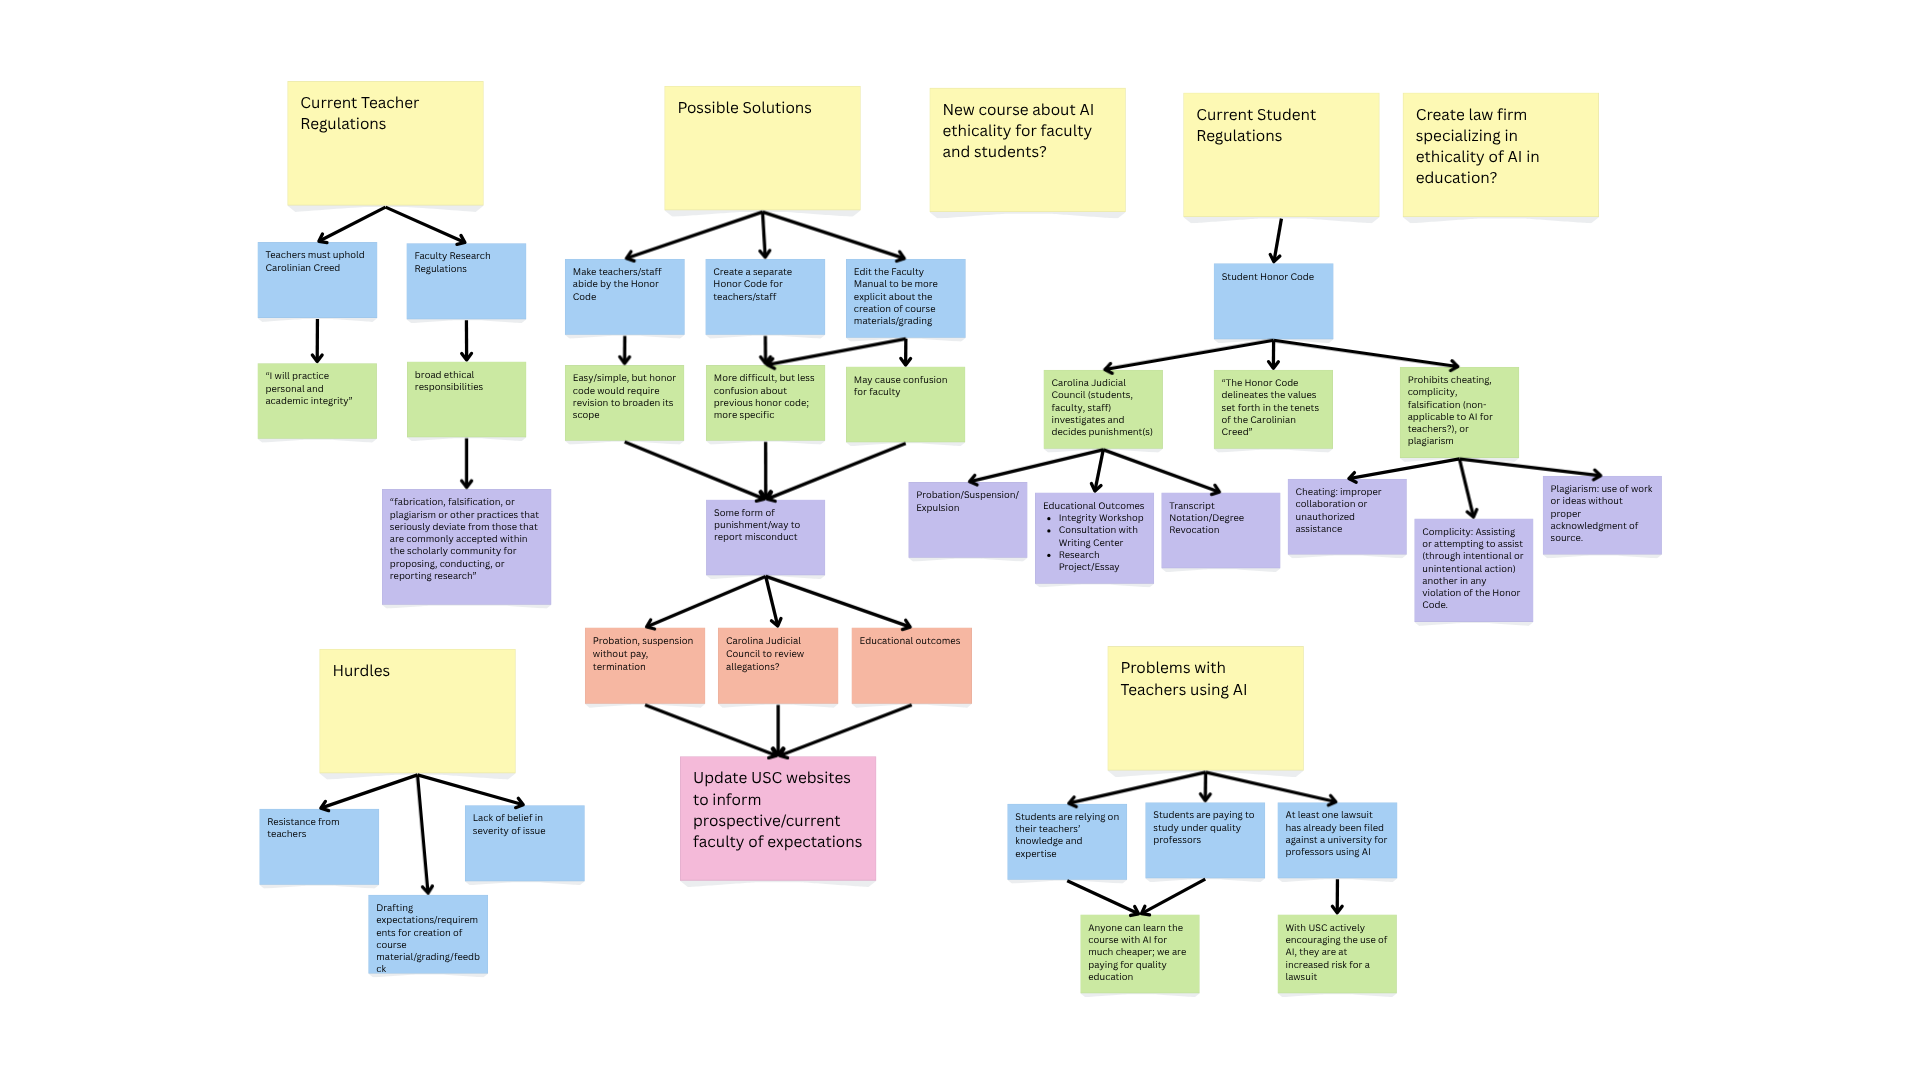 Current Teacher
Regulations
Teachers must uphold
Carolinian Creed
Faculty Research
Regulations
“I will practice
personal and
academic integrity”
broad ethical
responsibilities
“fabrication, falsification, or
plagiarism or other practices that
seriously deviate from those that
are commonly accepted within
the scholarly community for
proposing, conducting, or
reporting research”
Possible Solutions
Make teachers/staff
abide by the Honor
Code
Create a separate
Honor Code for
teachers/staff
Edit the Faculty
Manual to be more
explicit about the
creation of course
materials/grading
Easy/simple, but honor
code would require
revision to broaden its
scope
More difficult, but less
confusion about
previous honor code;
more specific
May cause confusion
for faculty
Some form of
punishment/way to
report misconduct
Probation, suspension
without pay,
termination
Carolina Judicial
Council to review
allegations?
Educational outcomes
Update USC websites
to inform
prospective/current
faculty of expectations
New course about AI
ethicality for faculty
and students?
Current Student
Regulations
Student Honor Code
Carolina Judicial
Council (students,
faculty, staff)
investigates and
decides punishment(s)
“The Honor Code
delineates the values
set forth in the tenets
of the Carolinian
Creed”
Prohibits cheating,
complicity,
falsification (non-
applicable to AI for
teachers?), or
plagiarism
Probation/Suspension/
Expulsion
Educational Outcomes
• Integrity Workshop
• Consultation with
Writing Center
• Research
Project/Essay
Transcript
Notation/Degree
Revocation
Cheating: improper
collaboration or
unauthorized
assistance
Complicity: Assisting
or attempting to assist
(through intentional or
unintentional action)
another in any
violation of the Honor
Code.
Plagiarism: use of work
or ideas without
proper
acknowledgment of
source.
Create law firm
specializing in
ethicality of AI in
education?
Hurdles
Resistance from
teachers
Lack of belief in
severity of issue
Drafting
expectations/requirem
ents for creation of
course
material/grading/feedb
ck
Problems with
Teachers using AI
Students are relying on
their teachers’
knowledge and
expertise
Students are paying to
study under quality
professors
At least one lawsuit
has already been filed
against a university for
professors using AI
Anyone can learn the
course with AI for
much cheaper; we are
paying for quality
education
With USC actively
encouraging the use of
AI, they are at
increased risk for a
lawsuit